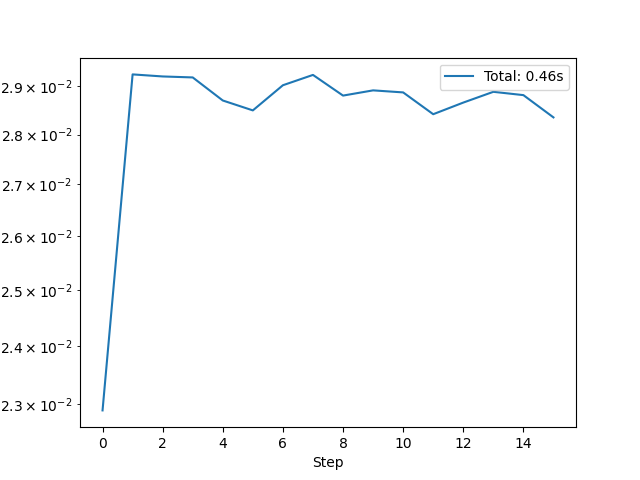 Total: 0.46s
2.9 × 10⁻²
2.8 × 10⁻²
2.7 × 10⁻²
2.6 × 10⁻²
2.5 × 10⁻²
2.4 × 10⁻²
2.3 × 10⁻²
0 2 4 6 8 10 12 14
Step